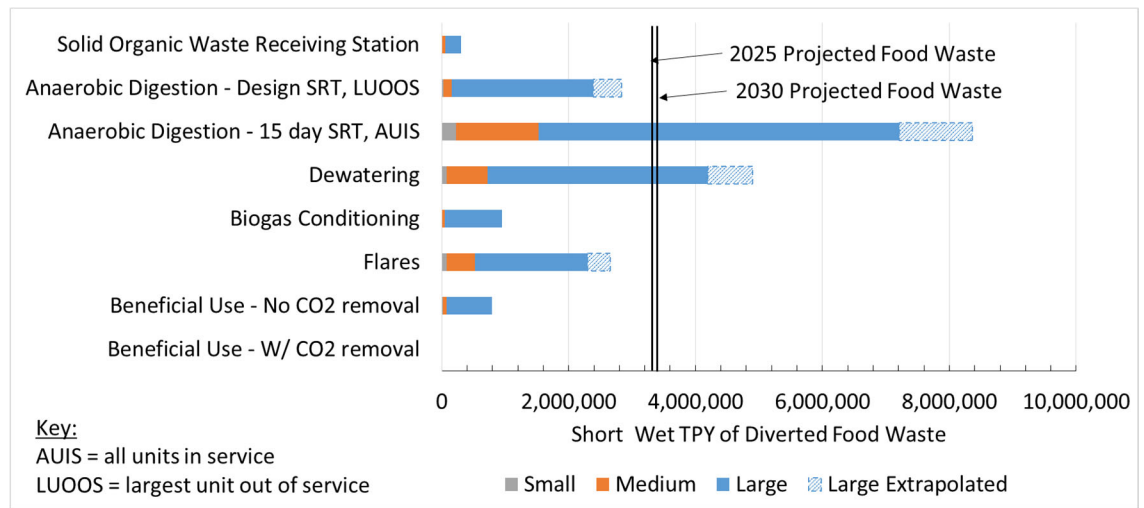 Solid Organic Waste Receiving Station
Anaerobic Digestion - Design SRT, LUOOS
Anaerobic Digestion - 15 day SRT, AUIS
Dewatering
Biogas Conditioning
Flares
Beneficial Use - No CO2 removal
Beneficial Use - W/ CO2 removal
2025 Projected Food Waste
2030 Projected Food Waste
0 2,000,000 4,000,000 6,000,000 8,000,000 10,000,000
Short Wet TPY of Diverted Food Waste
Key:
AUIS = all units in service
LUOOS = largest unit out of service
Small Medium Large Large Extrapolated